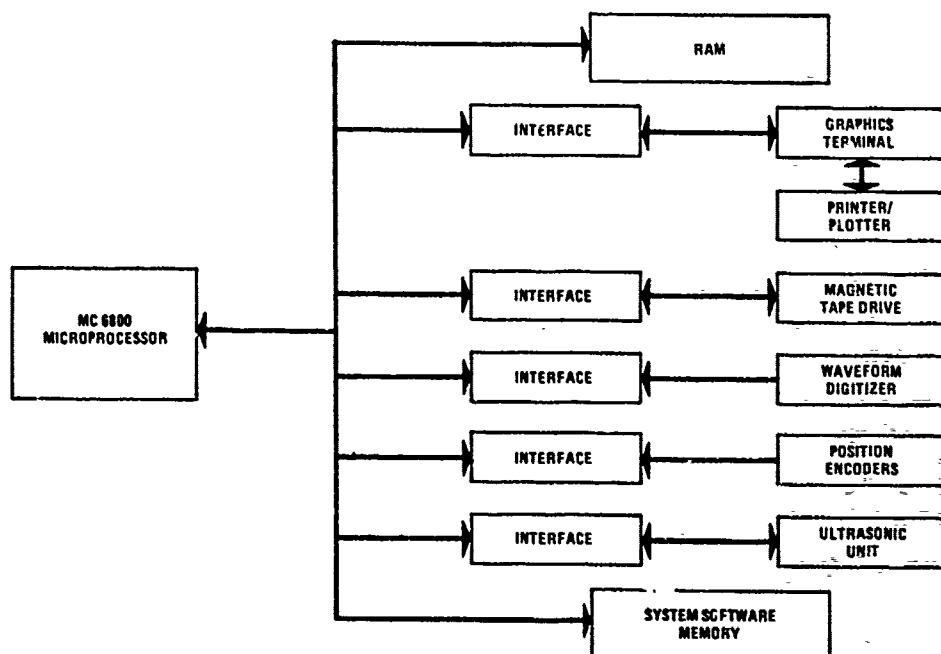 RAM
INTERFACE
GRAPHICS
TERMINAL
PRINTER/
PLOTTER
MC 6800
MICROPROCESSOR
INTERFACE
MAGNETIC
TAPE DRIVE
INTERFACE
WAVEFORM
DIGITIZER
INTERFACE
POSITION
ENCODERS
INTERFACE
ULTRASONIC
UNIT
SYSTEM SOFTWARE
MEMORY